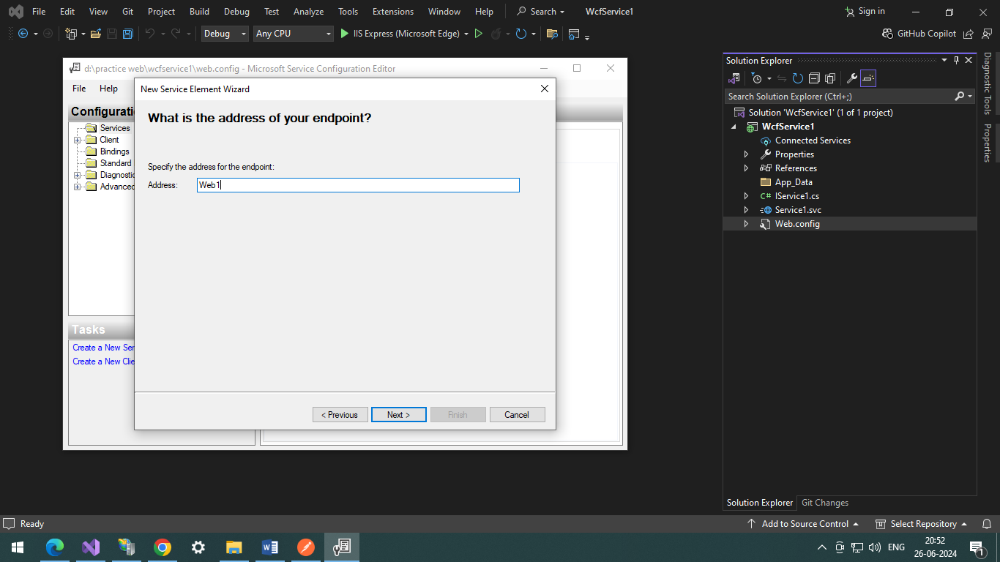 File Edit View Git Project Build Debug Test Analyze Tools Extensions Window Help Search WcfService1 Sign in
Debug Any CPU IIS Express (Microsoft Edge) GitHub Copilot
d:\practice web\wcfservice1\web.config - Microsoft Service Configuration Editor
File Help
New Service Element Wizard
What is the address of your endpoint?
Specify the address for the endpoint:
Address: Web1
< Previous Next > Finish Cancel
Configurati
Services
Client
Bindings
Standard
Diagnostic
Advanced
Tasks
Create a New Ser
Create a New Clie
Solution Explorer
Search Solution Explorer (Ctrl+;)
Solution 'WcfService1' (1 of 1 project)
WcfService1
Connected Services
Properties
References
App_Data
C# IService1.cs
Service1.svc
Web.config
Solution Explorer Git Changes
Diagnostic Tools
Properties
Ready Add to Source Control Select Repository
ENG 20:52
26-06-2024
1